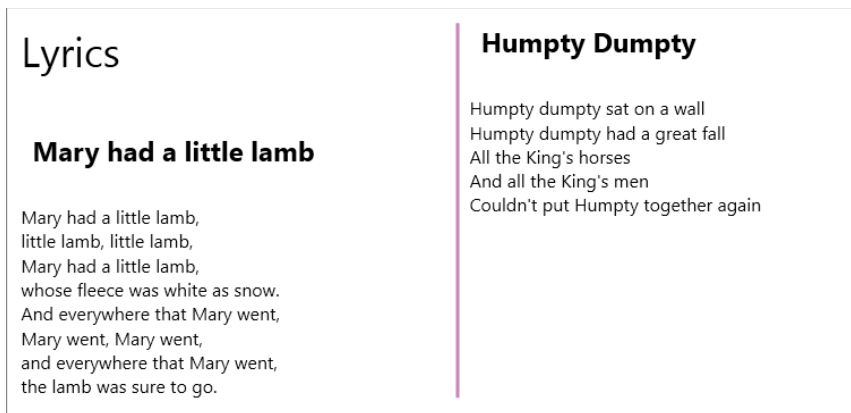 Lyrics
Mary had a little lamb
Mary had a little lamb,
little lamb, little lamb,
Mary had a little lamb,
whose fleece was white as snow.
And everywhere that Mary went,
Mary went, Mary went,
and everywhere that Mary went,
the lamb was sure to go.
Humpty Dumpty
Humpty dumpty sat on a wall
Humpty dumpty had a great fall
All the King's horses
And all the King's men
Couldn't put Humpty together again